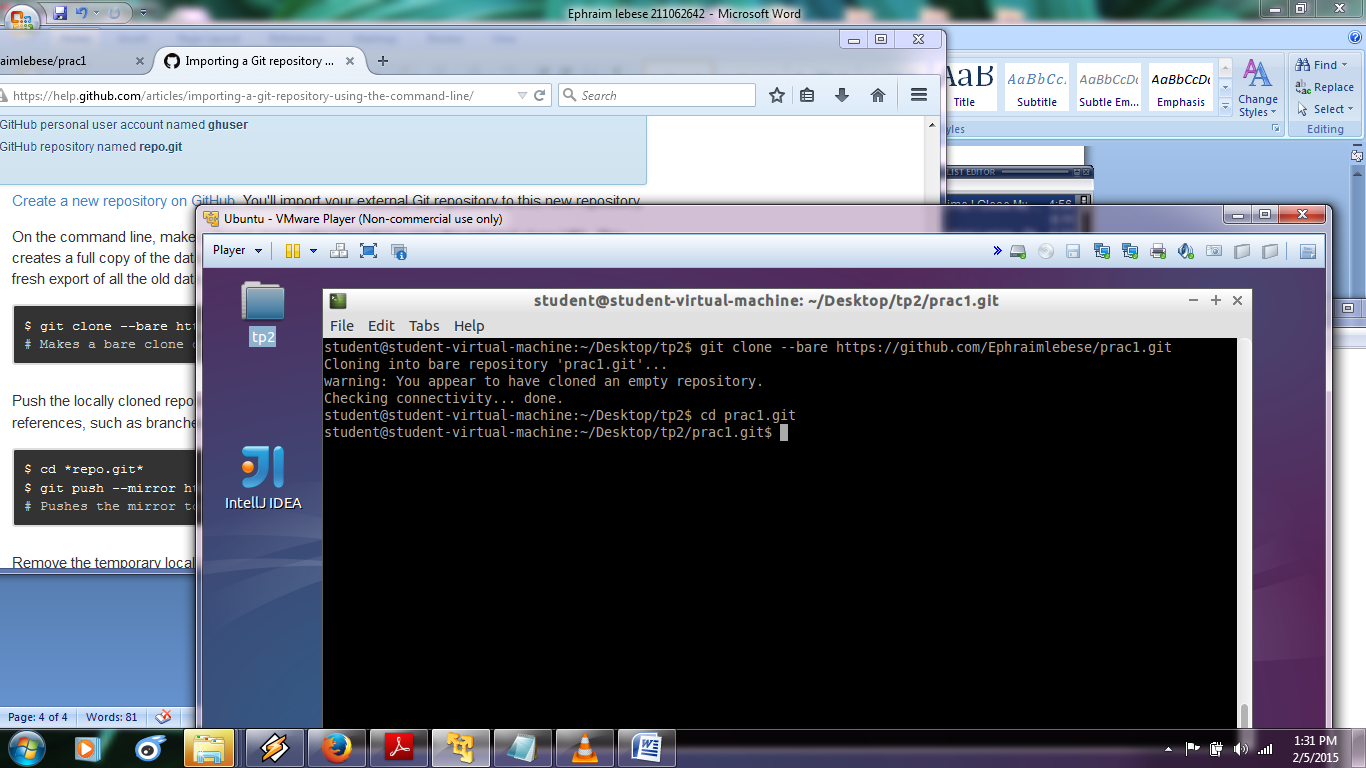 Ephraim lebese 211062642 - Microsoft Word
aimlebese/prac1
Importing a Git repository ...
https://help.github.com/articles/importing-a-git-repository-using-the-command-line/
Search
Title
Subtitle
Subtle Em...
Emphasis
Change
Styles
Find
Replace
Select
Editing
yles
GitHub personal user account named ghuser
GitHub repository named repo.git
LIST EDITOR
Create a new repository on GitHub. You'll import your external Git repository to this new repository.
On the command line, make
creates a full copy of the dat
fresh export of all the old dat
$ git clone --bare ht
# Makes a bare clone
Push the locally cloned repo
references, such as branche
$ cd *repo.git*
$ git push --mirror ht
# Pushes the mirror to
Remove the temporary local
Ubuntu - VMware Player (Non-commercial use only)
Player
tp2
IntellJ IDEA
student@student-virtual-machine: ~/Desktop/tp2/prac1.git
File Edit Tabs Help
student@student-virtual-machine:~/Desktop/tp2$ git clone --bare https://github.com/Ephraimlebese/prac1.git
Cloning into bare repository 'prac1.git'...
warning: You appear to have cloned an empty repository.
Checking connectivity... done.
student@student-virtual-machine:~/Desktop/tp2$ cd prac1.git
student@student-virtual-machine:~/Desktop/tp2/prac1.git$
Page: 4 of 4
Words: 81
1:31 PM
2/5/2015